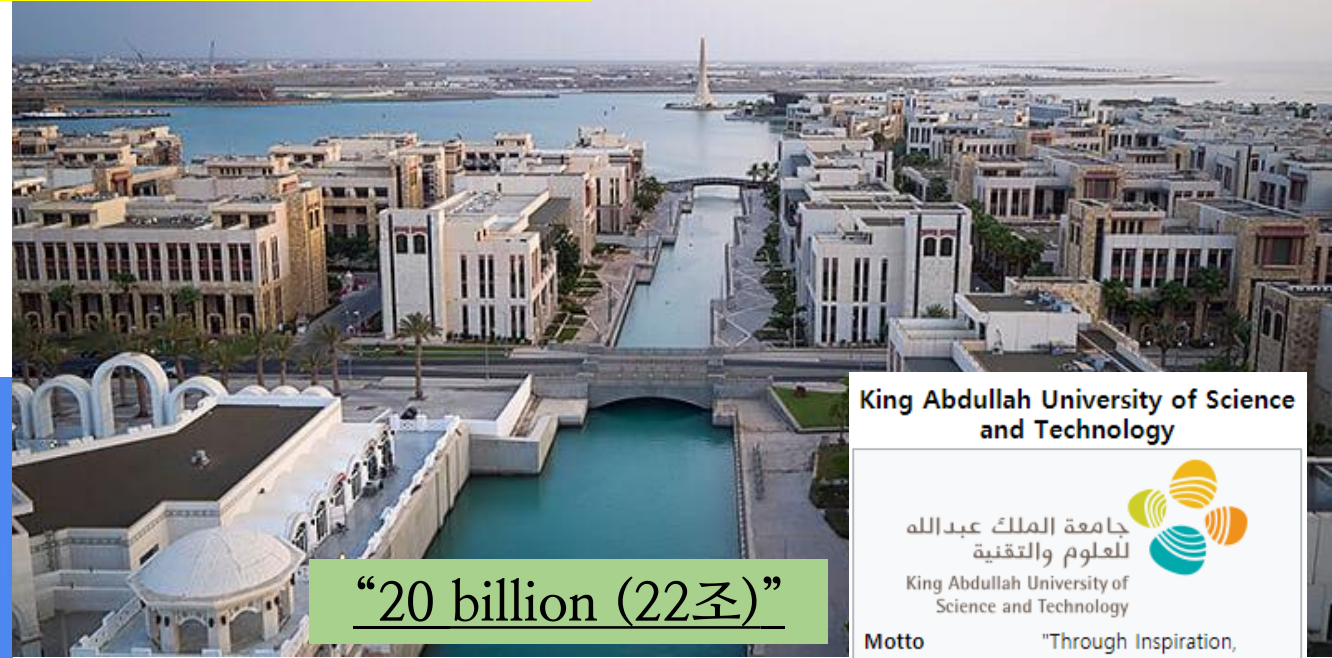 “20 billion (22조)”
King Abdullah University of Science
and Technology
جامعة الملك عبدالله
للعلوم والتقنية
King Abdullah University of
Science and Technology
Motto "Through Inspiration,